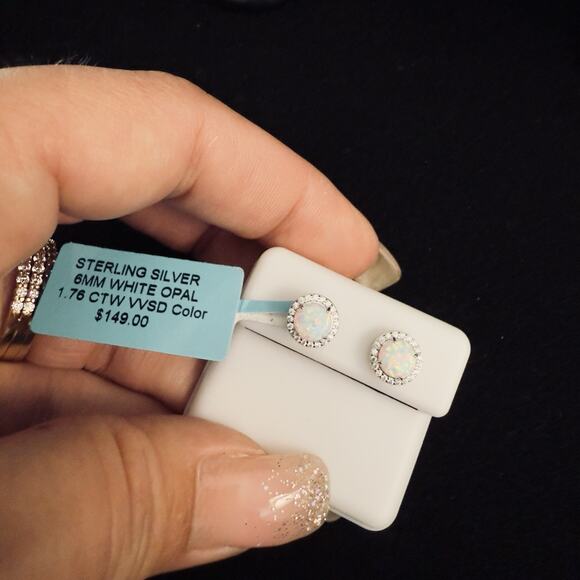 STERLING SILVER
6MM WHITE OPAL
1.76 CTW VVSD Color
$149.00